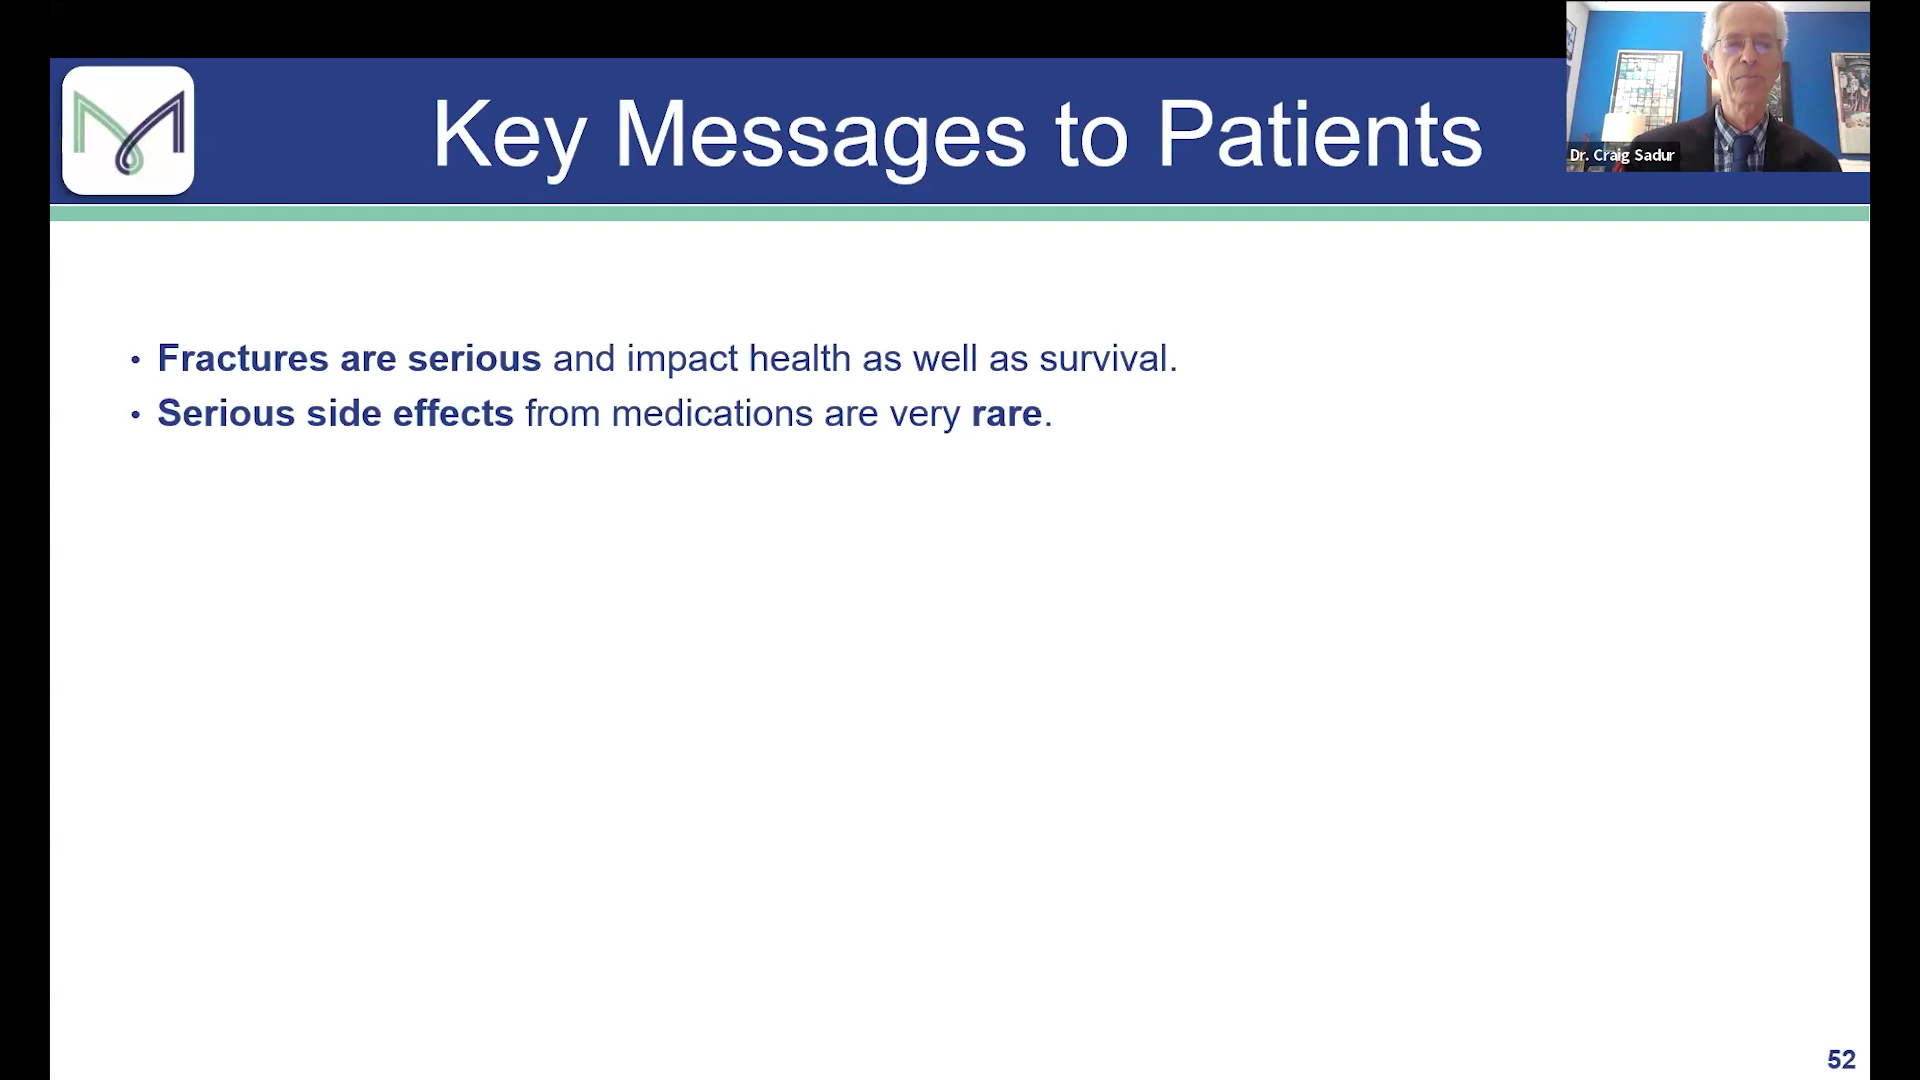 Key Messages to Patients
Dr. Craig Sadur
• Fractures are serious and impact health as well as survival.
• Serious side effects from medications are very rare.
52